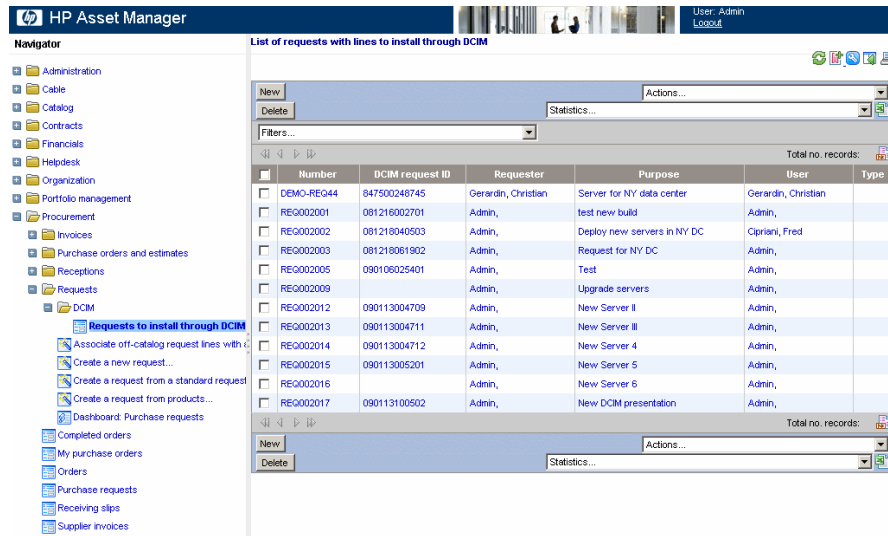 HP Asset Manager
User: Admin
Logout
Navigator
List of requests with lines to install through DCIM
Administration
Cable
Catalog
Contracts
Financials
Helpdesk
Organization
Portfolio management
Procurement
Invoices
Purchase orders and estimates
Receptions
Requests
DCIM
Requests to install through DCIM
Associate off-catalog request lines with
Create a new request...
Create a request from a standard request
Create a request from products...
Dashboard: Purchase requests
Completed orders
My purchase orders
Orders
Purchase requests
Receiving slips
Supplier invoices
New Actions...
Delete Statistics...
Filters...
Total no. records:
Number DCIM request ID Requester Purpose User Type
DEMO-REQ44 847500248745 Gerardin, Christian Server for NY data center Gerardin, Christian
REQ002001 081216002701 Admin, test new build Admin,
REQ002002 081218040503 Admin, Deploy new servers in NY DC Cipriani, Fred
REQ002003 081218061902 Admin, Request for NY DC Admin,
REQ002005 090106025401 Admin, Test Admin,
REQ002009 Admin, Upgrade servers Admin,
REQ002012 090113004709 Admin, New Server II Admin,
REQ002013 090113004711 Admin, New Server III Admin,
REQ002014 090113004712 Admin, New Server 4 Admin,
REQ002015 090113005201 Admin, New Server 5 Admin,
REQ002016 Admin, New Server 6 Admin,
REQ002017 090113100502 Admin, New DCIM presentation Admin,
Total no. records:
New Actions...
Delete Statistics...